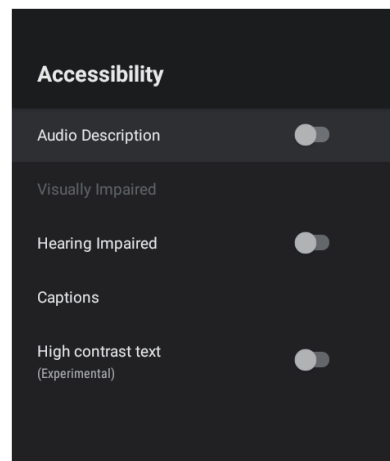 Accessibility
Audio Description
Visually Impaired
Hearing Impaired
Captions
High contrast text
(Experimental)